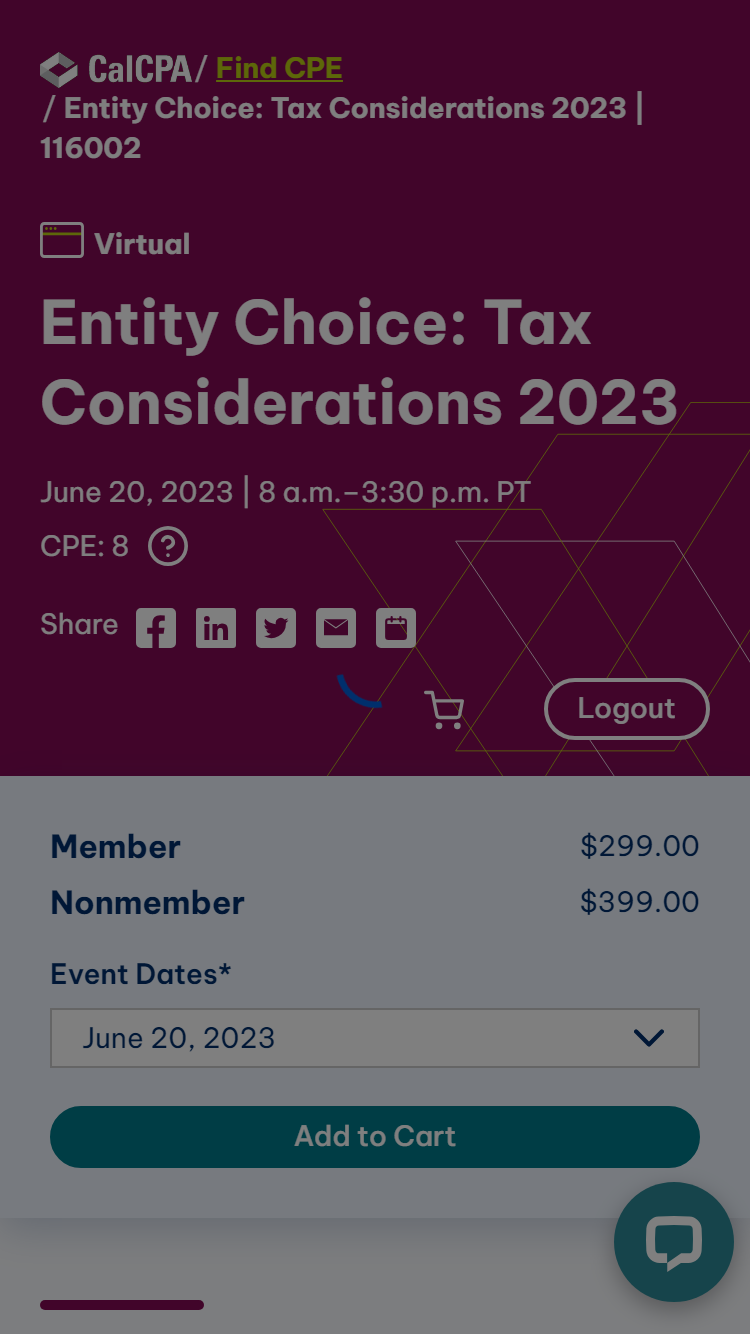 CalCPA / Find CPE
/ Entity Choice: Tax Considerations 2023 |
116002
Virtual
Entity Choice: Tax
Considerations 2023
June 20, 2023 | 8 a.m.–3:30 p.m. PT
CPE: 8 ?
Share
Logout
Member $299.00
Nonmember $399.00
Event Dates*
June 20, 2023
Add to Cart